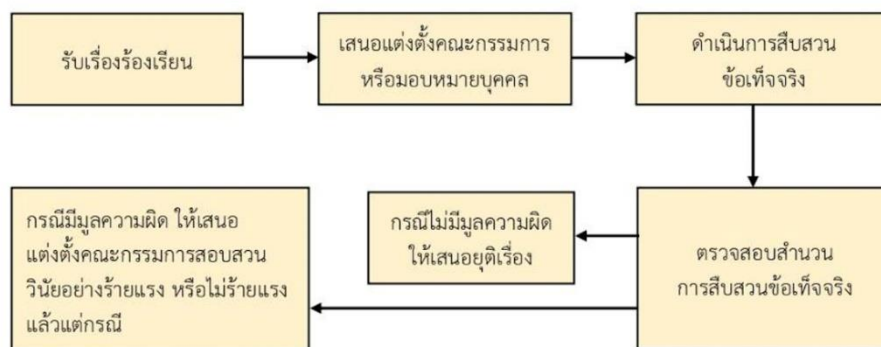 รับเรื่องร้องเรียน
เสนอแต่งตั้งคณะกรรมการ
หรือมอบหมายบุคคล
ดำเนินการสืบสวน
ข้อเท็จจริง
ตรวจสอบสำนวน
การสืบสวนข้อเท็จจริง
กรณีไม่มีมูลความผิด
ให้เสนอยุติเรื่อง
กรณีมีมูลความผิด ให้เสนอ
แต่งตั้งคณะกรรมการสอบสวน
วินัยอย่างร้ายแรง หรือไม่ร้ายแรง
แล้วแต่กรณี